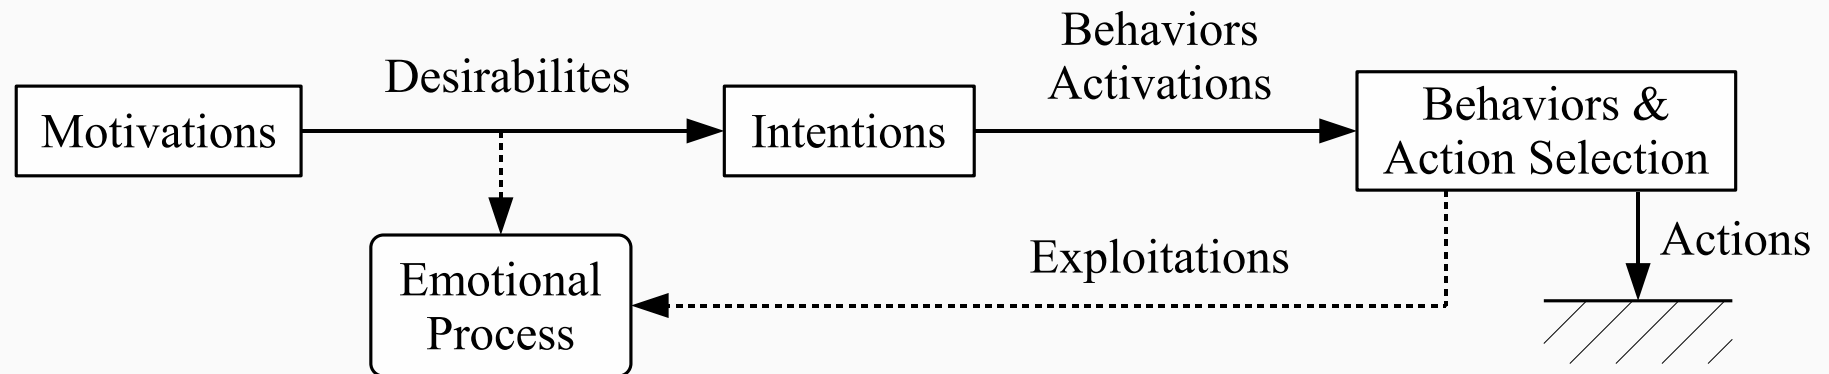 Motivations
Desirabilites
Intentions
Behaviors
Activations
Behaviors &
Action Selection
Actions
Exploitations
Emotional
Process